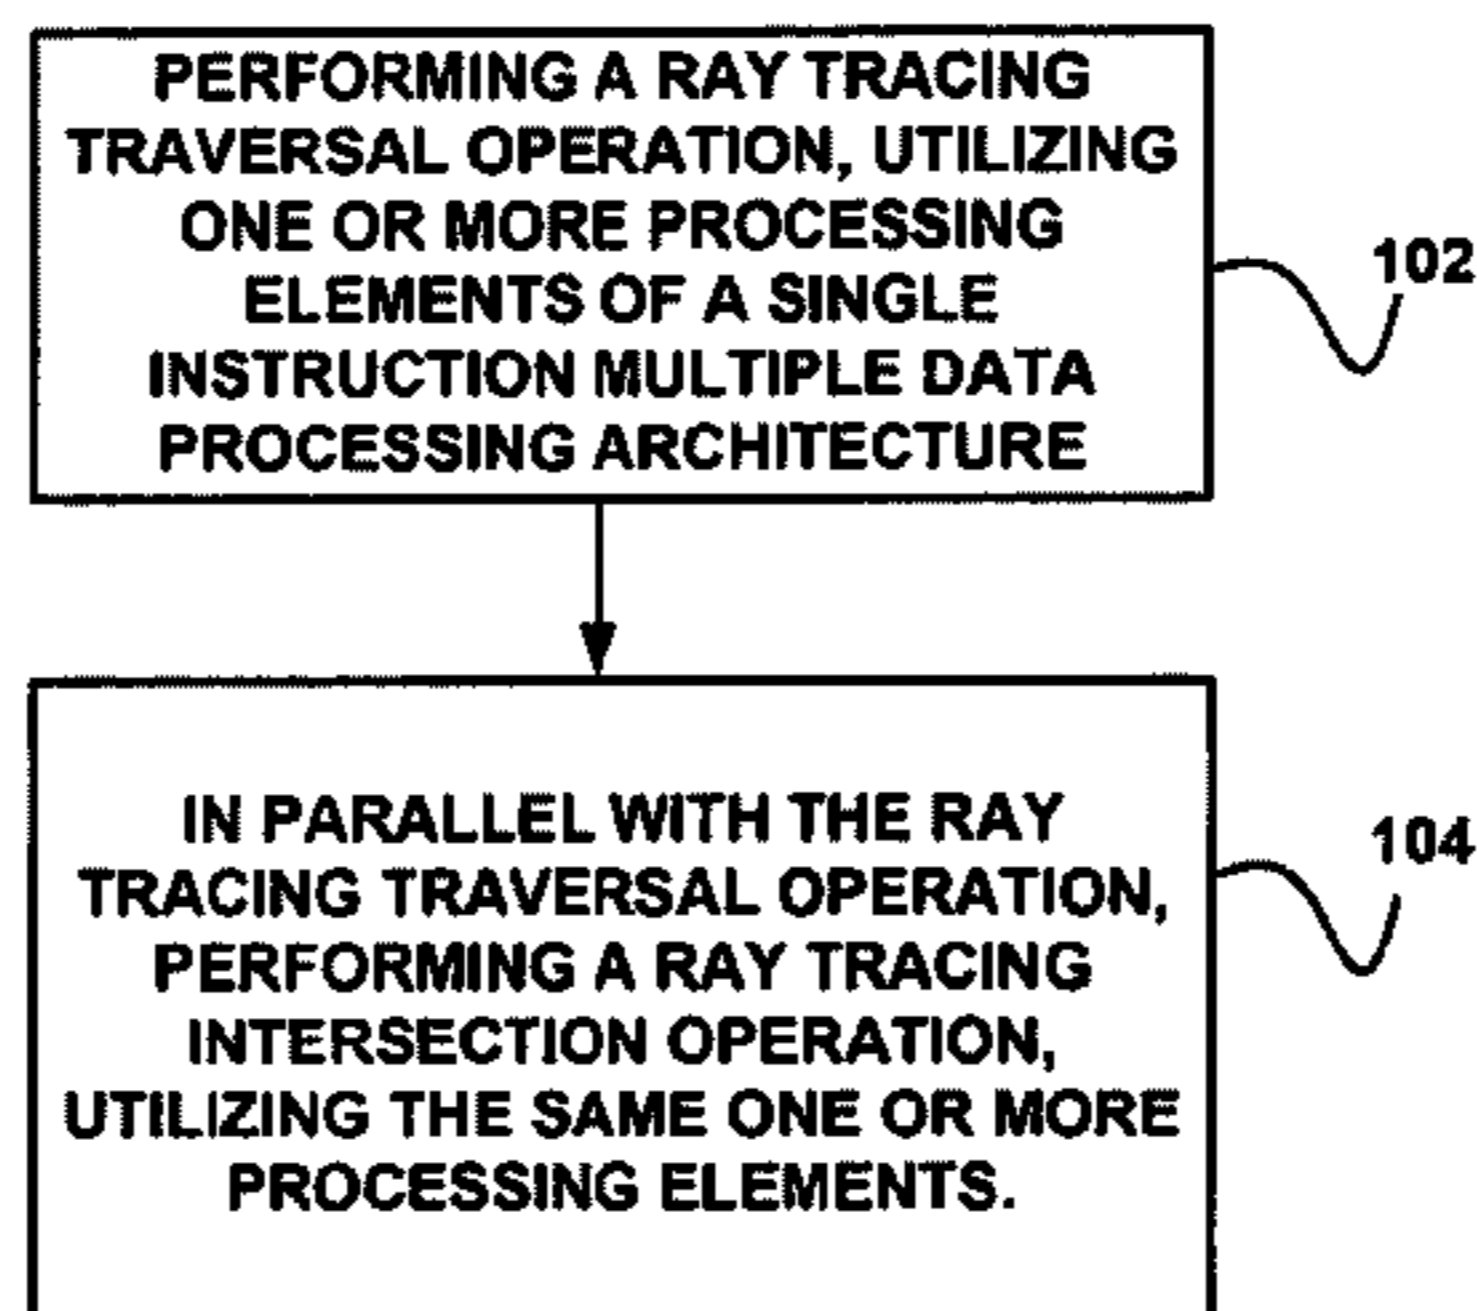 PERFORMING A RAY TRACING
TRAVERSAL OPERATION, UTILIZING
ONE OR MORE PROCESSING
ELEMENTS OF A SINGLE
INSTRUCTION MULTIPLE DATA
PROCESSING ARCHITECTURE
102
IN PARALLEL WITH THE RAY
TRACING TRAVERSAL OPERATION,
PERFORMING A RAY TRACING
INTERSECTION OPERATION,
UTILIZING THE SAME ONE OR MORE
PROCESSING ELEMENTS.
104